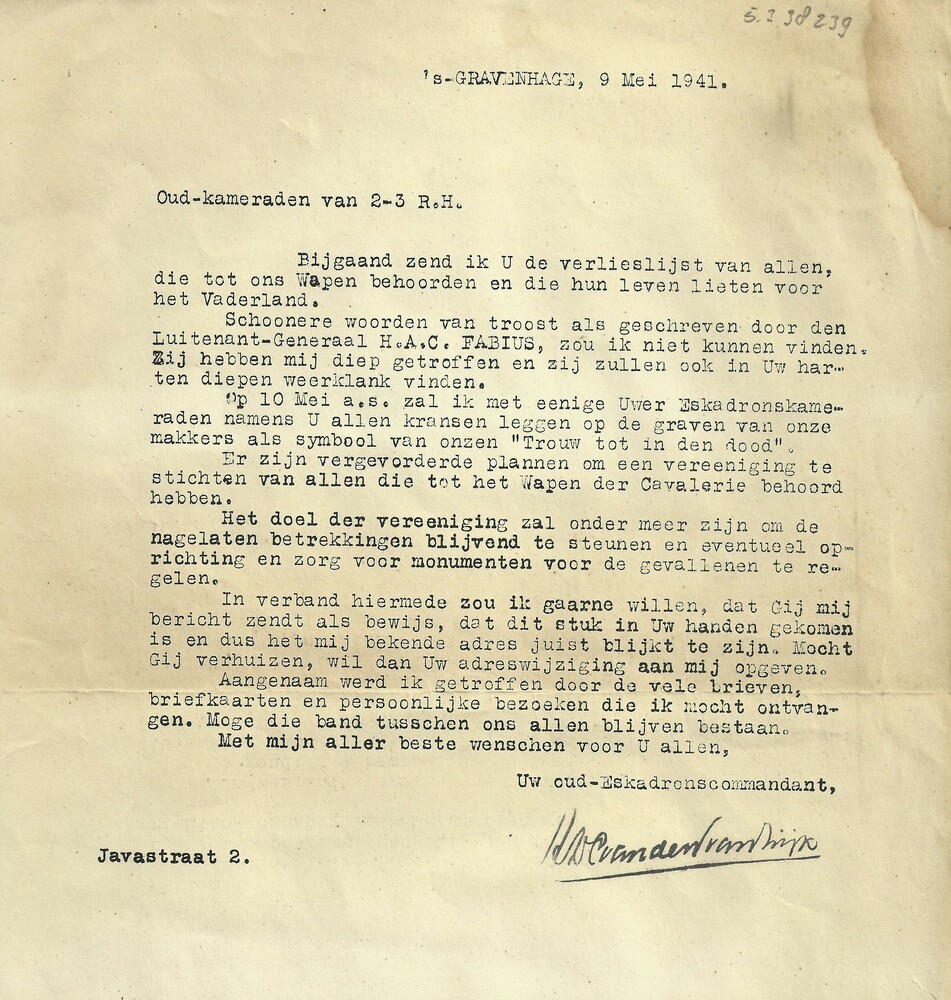 5.3 38 239
's-GRAVENHAGE, 9 Mei 1941.
Oud-kameraden van 2-3 R.H.
Bijgaand zend ik U de verlieslijst van allen,
die tot ons Wapen behoorden en die hun leven lieten voor
het Vaderland.
Schoonere woorden van troost als geschreven door den
Luitenant-Generaal H.A.C. FABIUS, zou ik niet kunnen vinden.
Zij hebben mij diep getroffen en zij zullen ook in Uw har-
ten diepen weerklank vinden.
Op 10 Mei a.s. zal ik met eenige Uwer Eskadronskame-
raden namens U allen kransen leggen op de graven van onze
makkers als symbool van onzen "Trouw tot in den dood".
Er zijn vergevorderde plannen om een vereeniging te
stichten van allen die tot het Wapen der Cavalerie behoord
hebben.
Het doel der vereeniging zal onder meer zijn om de
nagelaten betrekkingen blijvend te steunen en eventueel op-
richting en zorg voor monumenten voor de gevallenen te re-
gelen.
In verband hiermede zou ik gaarne willen, dat Gij mij
bericht zendt als bewijs, dat dit stuk in Uw handen gekomen
is en dus het mij bekende adres juist blijkt te zijn. Mocht
Gij verhuizen, wil dan Uw adreswijziging aan mij opgeven.
Aangenaam werd ik getroffen door de vele brieven,
briefkaarten en persoonlijke bezoeken die ik mocht ontvan-
gen. Moge die band tusschen ons allen blijven bestaan.
Met mijn aller beste wenschen voor U allen,
Uw oud-Eskadronscommandant,
Javastraat 2.